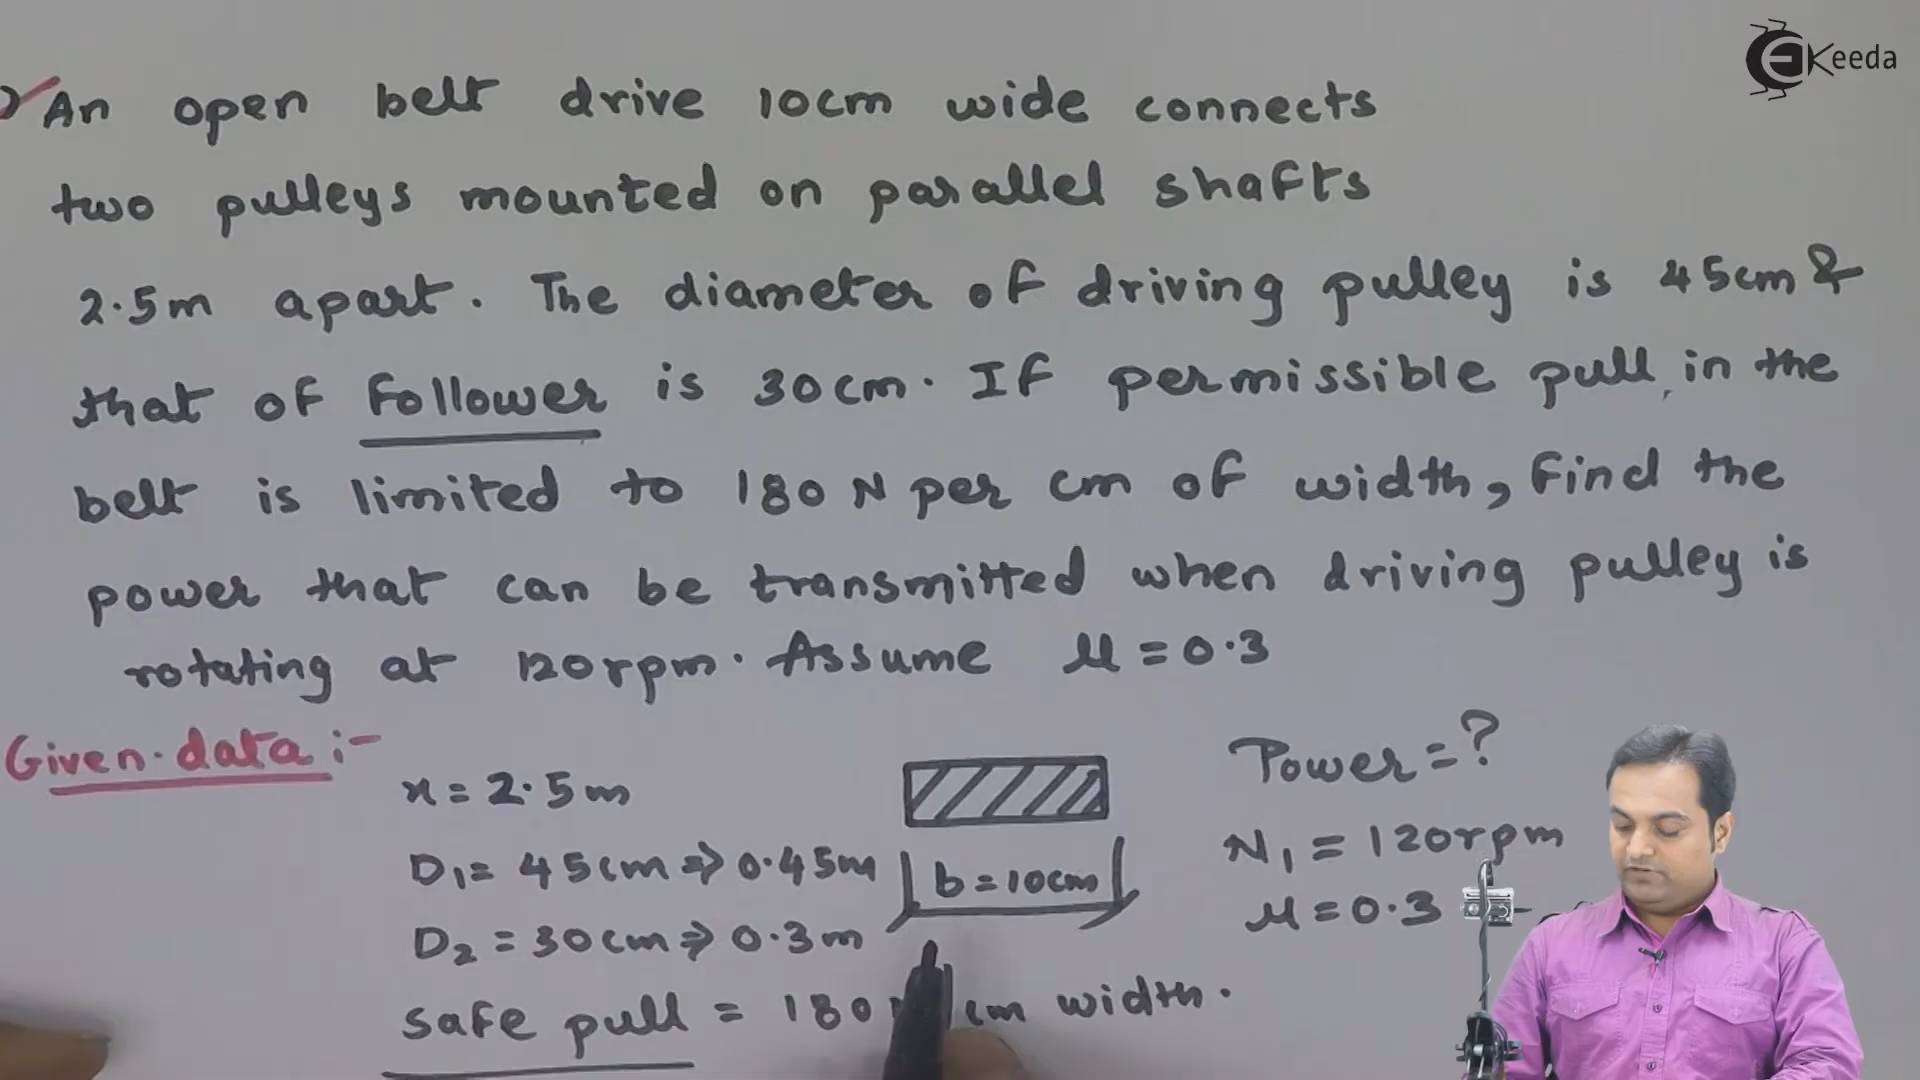 An open belt drive 10cm wide connects
two pulleys mounted on parallel shafts
2.5m apart. The diameter of driving pulley is 45cm &
that of follower is 30cm. If permissible pull in the
belt is limited to 180 N per cm of width, find the
power that can be transmitted when driving pulley is
rotating at 120rpm. Assume μ = 0.3
Given data :-
x = 2.5m
D₁ = 45cm ⇒ 0.45m
D₂ = 30cm ⇒ 0.3m
safe pull = 180 cm width.
b = 10cm
Power = ?
N₁ = 120rpm
μ = 0.3
Keeda